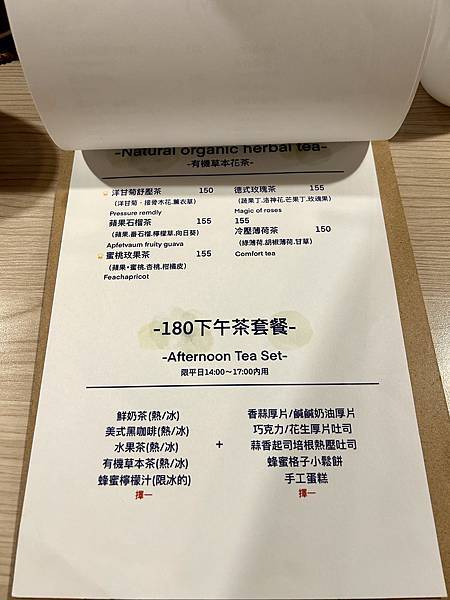 -Natural organic herbal tea-
-有機草本花茶-
洋甘菊舒壓茶 150
(洋甘菊．接骨木花.薰衣草)
Pressure remdly
蘋果石榴茶 155
(蘋果.番石榴.檸檬草.向日葵)
Apfetvaum fruity guava
蜜桃玫果茶 155
(蘋果•蜜桃.杏桃.柑橘皮)
Feachapricot
德式玫瑰茶 155
(蔬果丁.洛神花.芒果丁.玫瑰果)
Magic of roses
155
冷壓薄荷茶 150
(綠薄荷.胡椒薄荷.甘草)
Comfort tea
-180下午茶套餐-
-Afternoon Tea Set-
限平日14:00～17:00內用
鮮奶茶(熱/冰)
美式黑咖啡(熱/冰)
水果茶(熱/冰)
有機草本茶(熱/冰)
蜂蜜檸檬汁(限冰的)
擇一
+
香蒜厚片/鹹鹹奶油厚片
巧克力/花生厚片吐司
蒜香起司培根熱壓吐司
蜂蜜格子小鬆餅
手工蛋糕
擇一